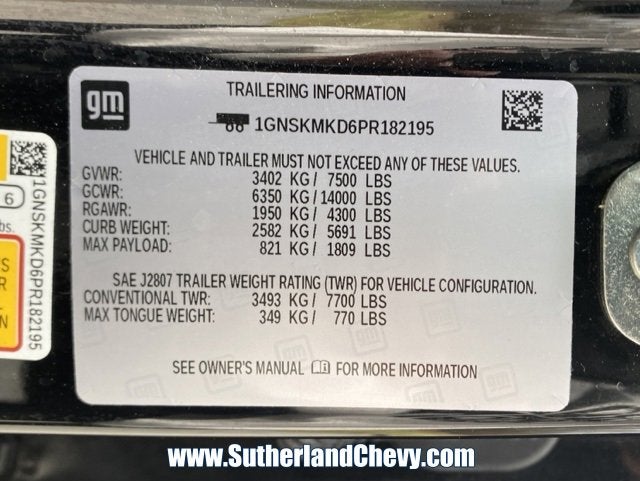 gm
TRAILERING INFORMATION
1GNSKMKD6PR182195
VEHICLE AND TRAILER MUST NOT EXCEED ANY OF THESE VALUES.
GVWR: 3402 KG / 7500 LBS
GCWR: 6350 KG / 14000 LBS
RGAWR: 1950 KG / 4300 LBS
CURB WEIGHT: 2582 KG / 5691 LBS
MAX PAYLOAD: 821 KG / 1809 LBS
SAE J2807 TRAILER WEIGHT RATING (TWR) FOR VEHICLE CONFIGURATION.
CONVENTIONAL TWR: 3493 KG / 7700 LBS
MAX TONGUE WEIGHT: 349 KG / 770 LBS
SEE OWNER'S MANUAL FOR MORE INFORMATION
6
bs.
1GNSKMKD6PR182195
www.SutherlandChevy.com